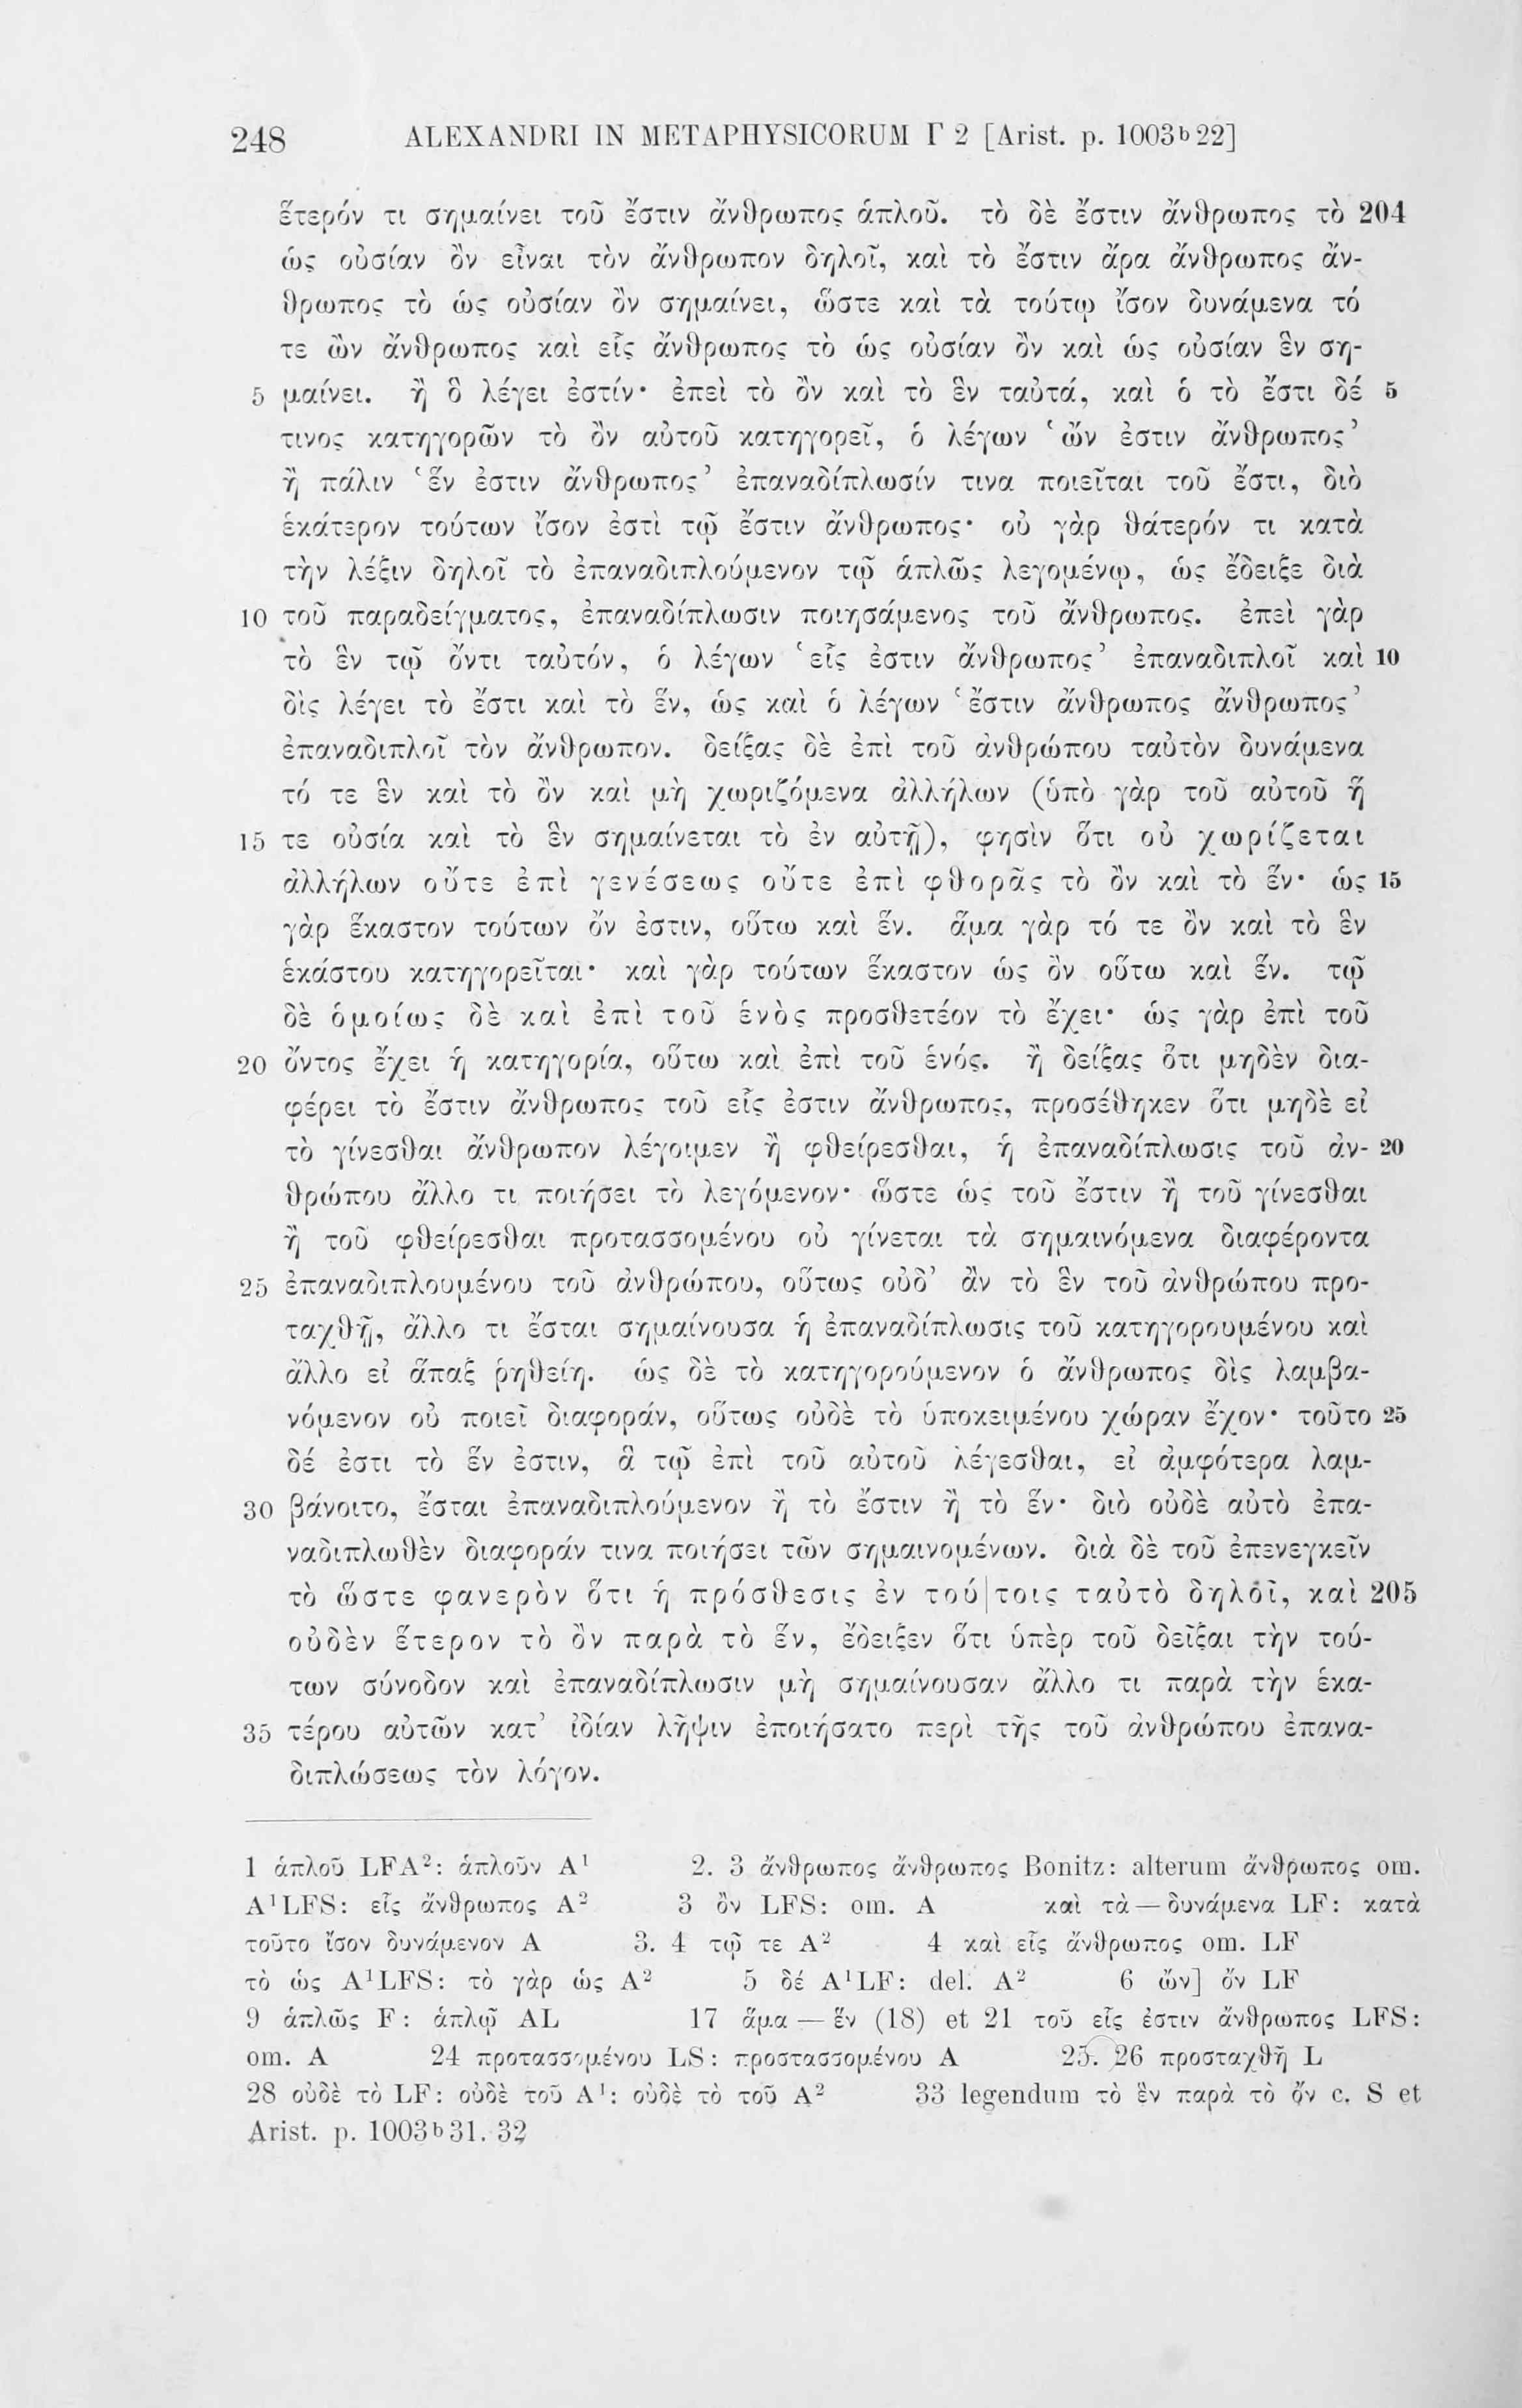 248 ALEXANDRI IN METAPHYSICORUM Γ 2 [Arist. p. 1003ᵇ22]
ἕτερόν τι σημαίνει τοῦ ἔστιν ἄνθρωπος ἁπλοῦ. τὸ δὲ ἔστιν ἄνθρωπος τὸ 204
ὡς οὐσίαν ὂν εἶναι τὸν ἄνθρωπον δηλοῖ, καὶ τὸ ἔστιν ἄρα ἄνθρωπος ἄν-
θρωπος τὸ ὡς οὐσίαν ὂν σημαίνει, ὥστε καὶ τὰ τούτῳ ἴσον δυνάμενα τό
τε ὢν ἄνθρωπος καὶ εἷς ἄνθρωπος τὸ ὡς οὐσίαν ὂν καὶ ὡς οὐσίαν ἓν ση-
5 μαίνει. ἢ ὃ λέγει ἐστίν· ἐπεὶ τὸ ὂν καὶ τὸ ἓν ταὐτά, καὶ ὁ τὸ ἔστι δέ 5
τινος κατηγορῶν τὸ ὂν αὐτοῦ κατηγορεῖ, ὁ λέγων ‘ὤν ἐστιν ἄνθρωπος’
ἢ πάλιν ‘ἕν ἐστιν ἄνθρωπος’ ἐπαναδίπλωσίν τινα ποιεῖται τοῦ ἔστι, διὸ
ἑκάτερον τούτων ἴσον ἐστὶ τῷ ἔστιν ἄνθρωπος· οὐ γὰρ θάτερόν τι κατὰ
τὴν λέξιν δηλοῖ τὸ ἐπαναδιπλούμενον τῷ ἁπλῶς λεγομένῳ, ὡς ἔδειξε διὰ
10 τοῦ παραδείγματος, ἐπαναδίπλωσιν ποιησάμενος τοῦ ἄνθρωπος. ἐπεὶ γὰρ
τὸ ἓν τῷ ὄντι ταὐτόν, ὁ λέγων ‘εἷς ἐστιν ἄνθρωπος’ ἐπαναδιπλοῖ καὶ 10
δὶς λέγει τὸ ἔστι καὶ τὸ ἕν, ὡς καὶ ὁ λέγων ‘ἔστιν ἄνθρωπος ἄνθρωπος’
ἐπαναδιπλοῖ τὸν ἄνθρωπον. δείξας δὲ ἐπὶ τοῦ ἀνθρώπου ταὐτὸν δυνάμενα
τό τε ἓν καὶ τὸ ὂν καὶ μὴ χωριζόμενα ἀλλήλων (ὑπὸ γὰρ τοῦ αὐτοῦ ἥ
15 τε οὐσία καὶ τὸ ἓν σημαίνεται τὸ ἐν αὐτῇ), φησὶν ὅτι οὐ χωρίζεται
ἀλλήλων οὔτε ἐπὶ γενέσεως οὔτε ἐπὶ φθορᾶς τὸ ὂν καὶ τὸ ἕν· ὡς 15
γὰρ ἕκαστον τούτων ὄν ἐστιν, οὕτω καὶ ἕν. ἅμα γὰρ τό τε ὂν καὶ τὸ ἓν
ἑκάστου κατηγορεῖται· καὶ γὰρ τούτων ἕκαστον ὡς ὂν οὕτω καὶ ἕν. τῷ
δὲ ὁμοίως δὲ καὶ ἐπὶ τοῦ ἑνὸς προσθετέον τὸ ἔχει· ὡς γὰρ ἐπὶ τοῦ
20 ὄντος ἔχει ἡ κατηγορία, οὕτω καὶ ἐπὶ τοῦ ἑνός. ἢ δείξας ὅτι μηδὲν δια-
φέρει τὸ ἔστιν ἄνθρωπος τοῦ εἷς ἐστιν ἄνθρωπος, προσέθηκεν ὅτι μηδὲ εἰ
τὸ γίνεσθαι ἄνθρωπον λέγοιμεν ἢ φθείρεσθαι, ἡ ἐπαναδίπλωσις τοῦ ἀν- 20
θρώπου ἄλλο τι ποιήσει τὸ λεγόμενον· ὥστε ὡς τοῦ ἔστιν ἢ τοῦ γίνεσθαι
ἢ τοῦ φθείρεσθαι προτασσομένου οὐ γίνεται τὰ σημαινόμενα διαφέροντα
25 ἐπαναδιπλουμένου τοῦ ἀνθρώπου, οὕτως οὐδ’ ἂν τὸ ἓν τοῦ ἀνθρώπου προ-
ταχθῇ, ἄλλο τι ἔσται σημαίνουσα ἡ ἐπαναδίπλωσις τοῦ κατηγορουμένου καὶ
ἄλλο εἰ ἅπαξ ῥηθείη. ὡς δὲ τὸ κατηγορούμενον ὁ ἄνθρωπος δὶς λαμβα-
νόμενον οὐ ποιεῖ διαφοράν, οὕτως οὐδὲ τὸ ὑποκειμένου χώραν ἔχον· τοῦτο 25
δέ ἐστι τὸ ἕν ἐστιν, ἃ τῷ ἐπὶ τοῦ αὐτοῦ λέγεσθαι, εἰ ἀμφότερα λαμ-
30 βάνοιτο, ἔσται ἐπαναδιπλούμενον ἢ τὸ ἔστιν ἢ τὸ ἕν· διὸ οὐδὲ αὐτὸ ἐπα-
ναδιπλωθὲν διαφοράν τινα ποιήσει τῶν σημαινομένων. διὰ δὲ τοῦ ἐπενεγκεῖν
τὸ ὥστε φανερὸν ὅτι ἡ πρόσθεσις ἐν τού|τοις ταὐτὸ δηλοῖ, καὶ 205
οὐδὲν ἕτερον τὸ ὂν παρὰ τὸ ἕν, ἔδειξεν ὅτι ὑπὲρ τοῦ δεῖξαι τὴν τού-
των σύνοδον καὶ ἐπαναδίπλωσιν μὴ σημαίνουσαν ἄλλο τι παρὰ τὴν ἑκα-
35 τέρου αὐτῶν κατ’ ἰδίαν λῆψιν ἐποιήσατο περὶ τῆς τοῦ ἀνθρώπου ἐπανα-
διπλώσεως τὸν λόγον.
1 ἁπλοῦ LFA²: ἁπλοῦν A¹ 2. 3 ἄνθρωπος ἄνθρωπος Bonitz: alterum ἄνθρωπος om.
A¹LFS: εἷς ἄνθρωπος A² 3 ὂν LFS: om. A καὶ τὰ — δυνάμενα LF: κατὰ
τοῦτο ἴσον δυνάμενον A 3. 4 τῷ τε A² 4 καὶ εἷς ἄνθρωπος om. LF
τὸ ὡς A¹LFS: τὸ γὰρ ὡς A² 5 δέ A¹LF: del. A² 6 ὤν] ὄν LF
9 ἁπλῶς F: ἁπλῷ AL 17 ἅμα — ἕν (18) et 21 τοῦ εἷς ἐστιν ἄνθρωπος LFS:
om. A 24 προτασσομένου LS: προστασσομένου A 25. 26 προσταχθῇ L
28 οὐδὲ τὸ LF: οὐδὲ τοῦ A¹: οὐδὲ τὸ τοῦ A² 33 legendum τὸ ἓν παρὰ τὸ ὄν c. S et
Arist. p. 1003ᵇ31. 32